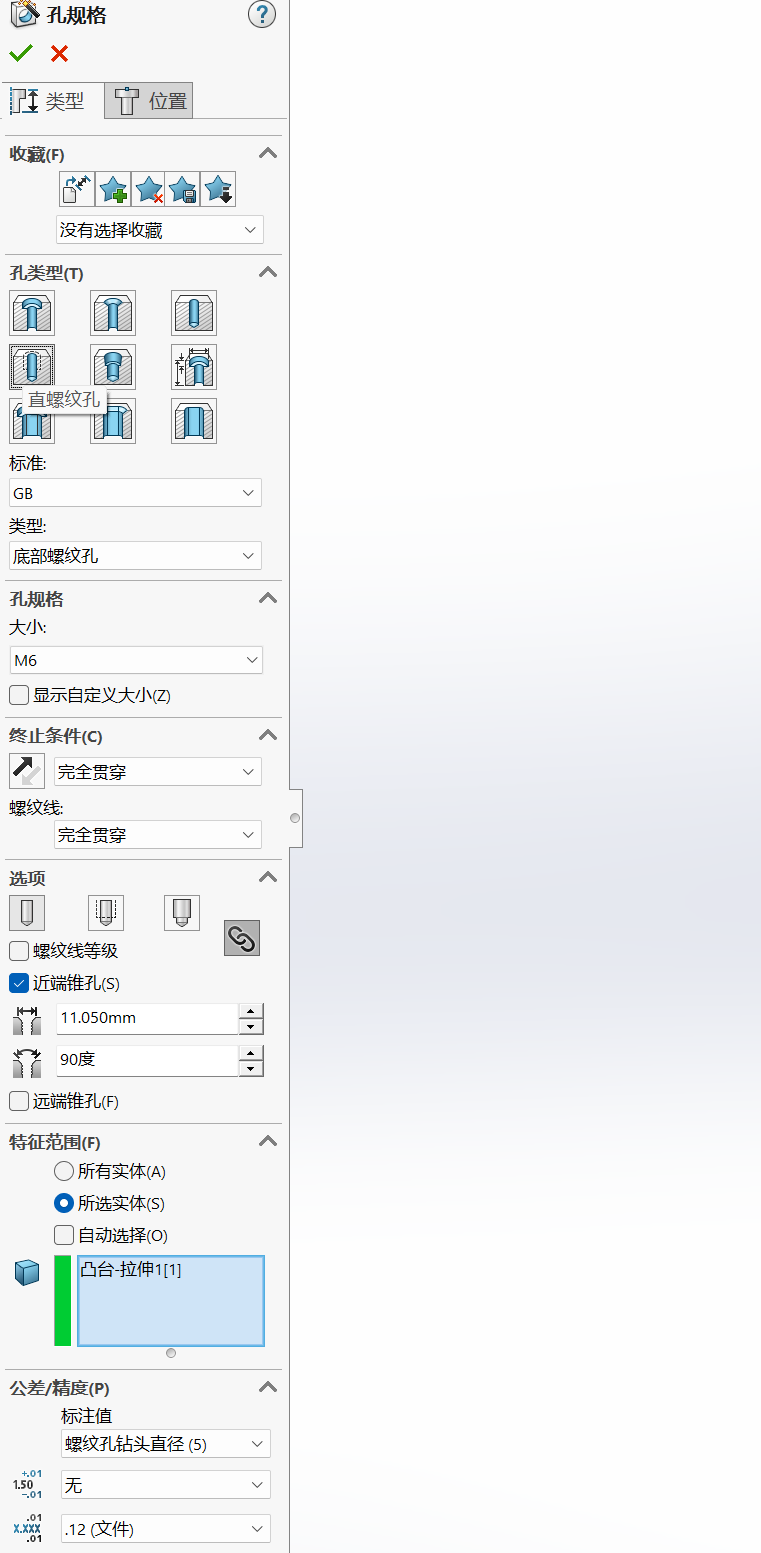 孔规格
?
类型
位置
收藏(F)
没有选择收藏
孔类型(T)
直螺纹孔
标准:
GB
类型:
底部螺纹孔
孔规格
大小:
M6
显示自定义大小(Z)
终止条件(C)
完全贯穿
螺纹线:
完全贯穿
选项
螺纹线等级
近端锥孔(S)
11.050mm
90度
远端锥孔(F)
特征范围(F)
所有实体(A)
所选实体(S)
自动选择(O)
凸台-拉伸1[1]
公差/精度(P)
标注值
螺纹孔钻头直径 (5)
+.01
1.50
-.01
无
.01
X.XXX
.01
.12 (文件)